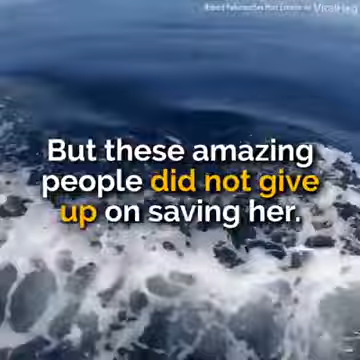 But these amazing
people did not give
up on saving her.